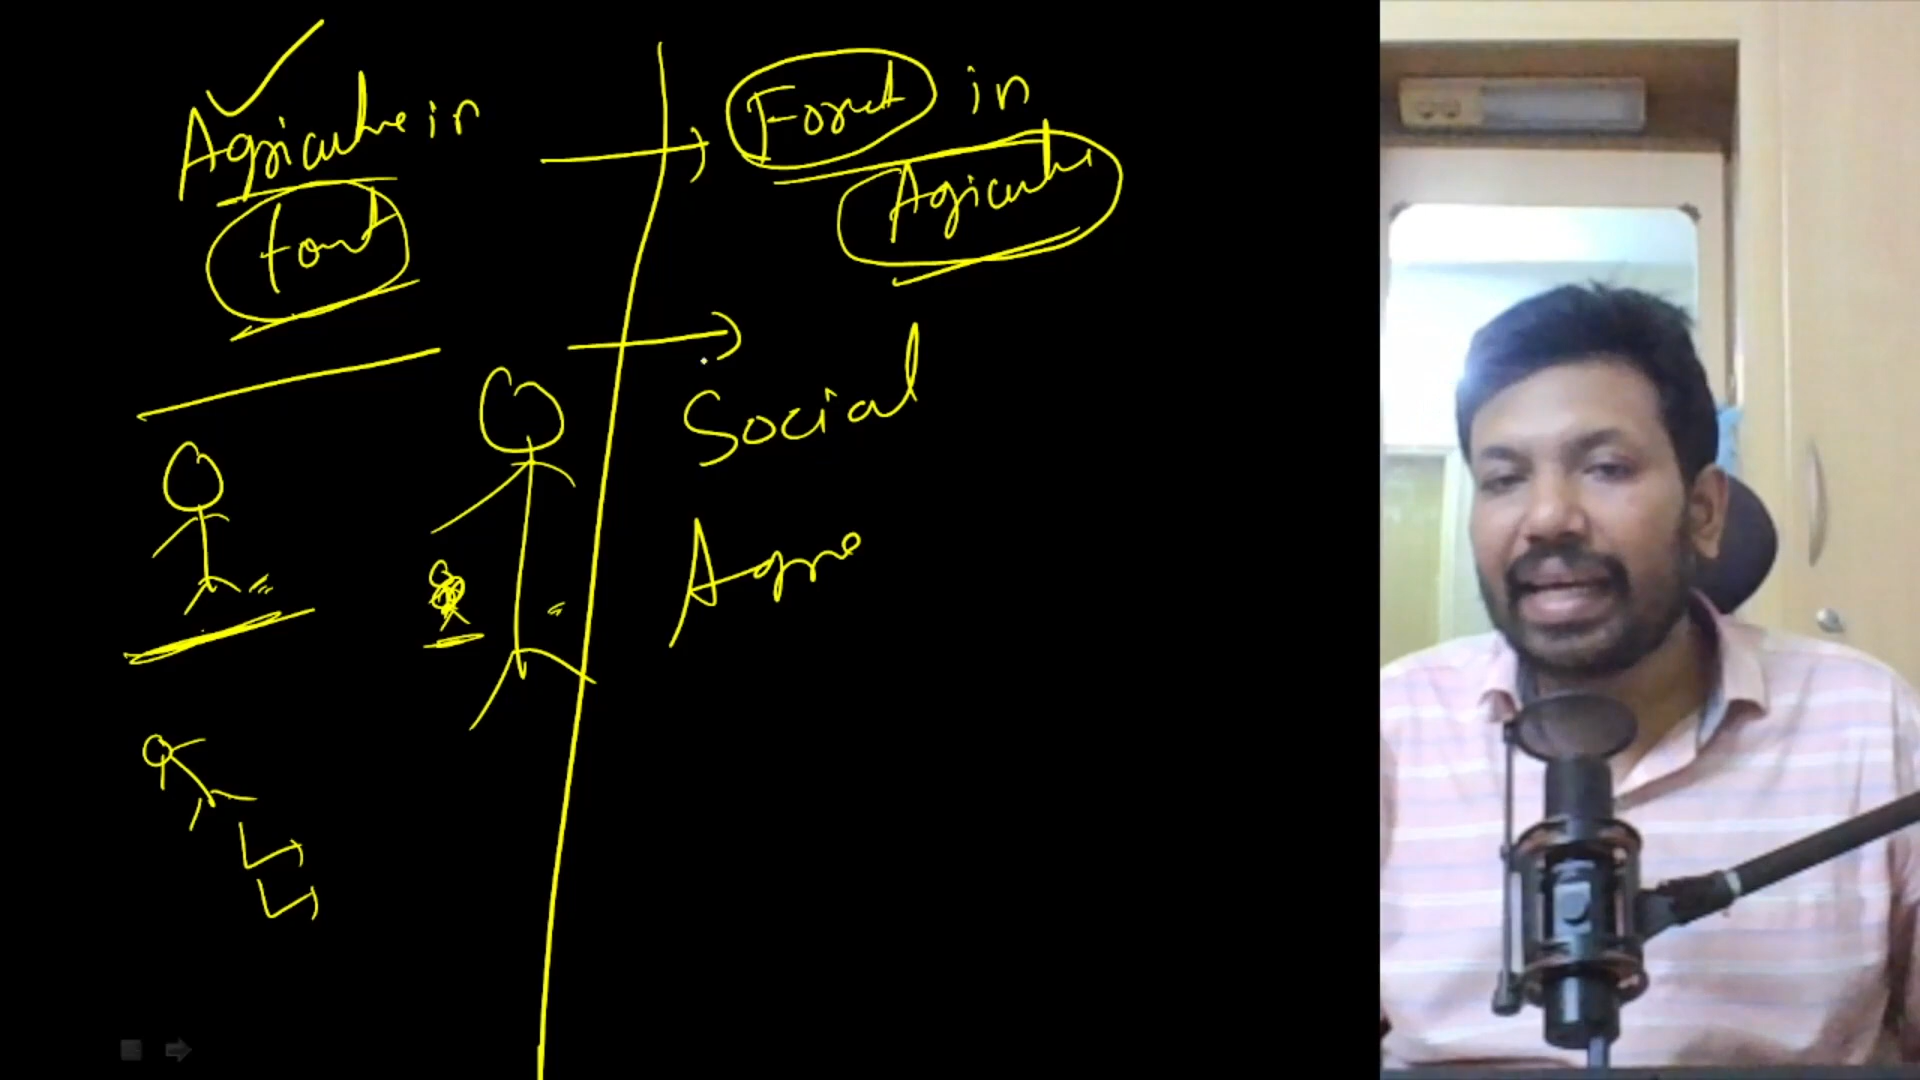 Agriculture in
Forest
Forest in
Agriculture
Social
Agro